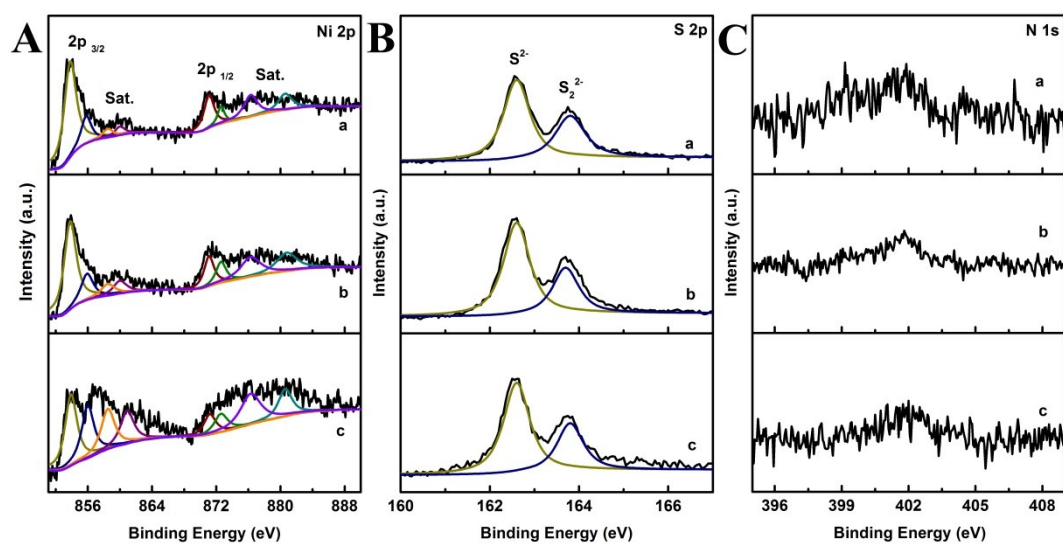 A
Ni 2p
2p 3/2
Sat.
2p 1/2
Sat.
a
b
c
Intensity (a.u.)
856 864 872 880 888
Binding Energy (eV)
B
S 2p
S²⁻
S₂²⁻
a
b
c
Intensity (a.u.)
160 162 164 166
Binding Energy (eV)
C
N 1s
a
b
c
Intensity (a.u.)
396 399 402 405 408
Binding Energy (eV)